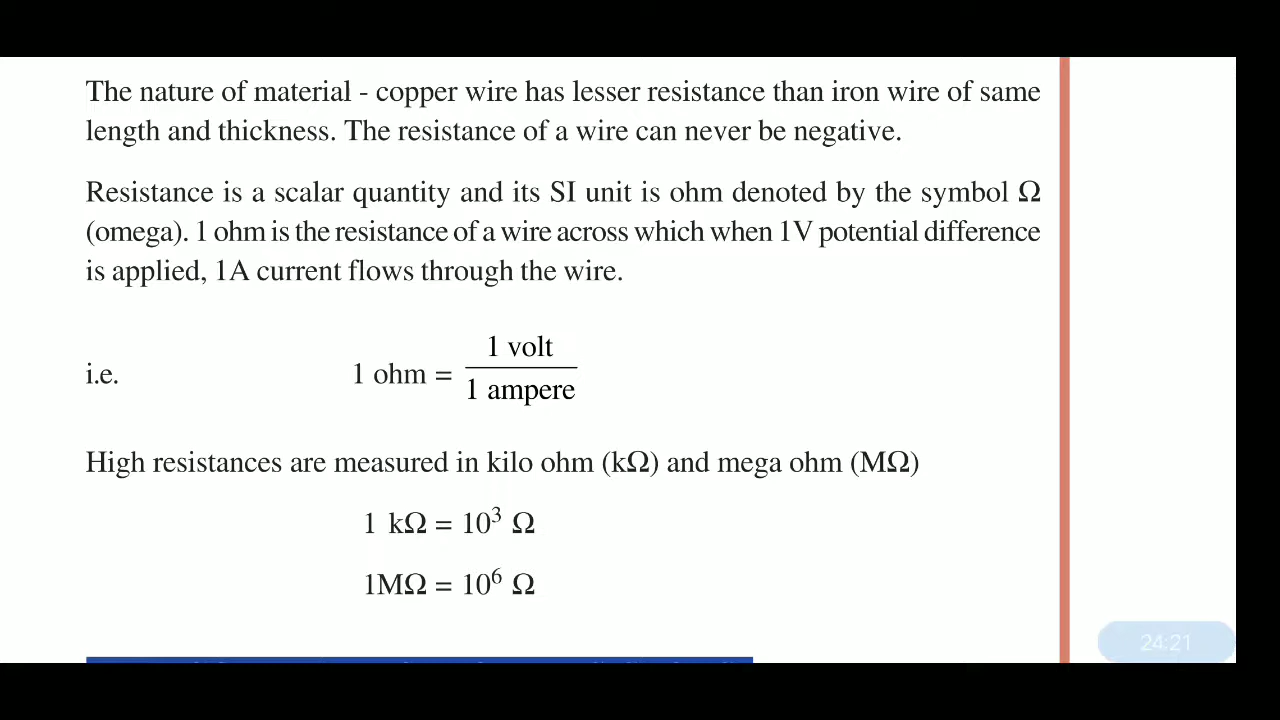 The nature of material - copper wire has lesser resistance than iron wire of same
length and thickness. The resistance of a wire can never be negative.
Resistance is a scalar quantity and its SI unit is ohm denoted by the symbol Ω
(omega). 1 ohm is the resistance of a wire across which when 1V potential difference
is applied, 1A current flows through the wire.
i.e. 1 ohm = 1 volt / 1 ampere
High resistances are measured in kilo ohm (kΩ) and mega ohm (MΩ)
1 kΩ = 10³ Ω
1MΩ = 10⁶ Ω
24:21